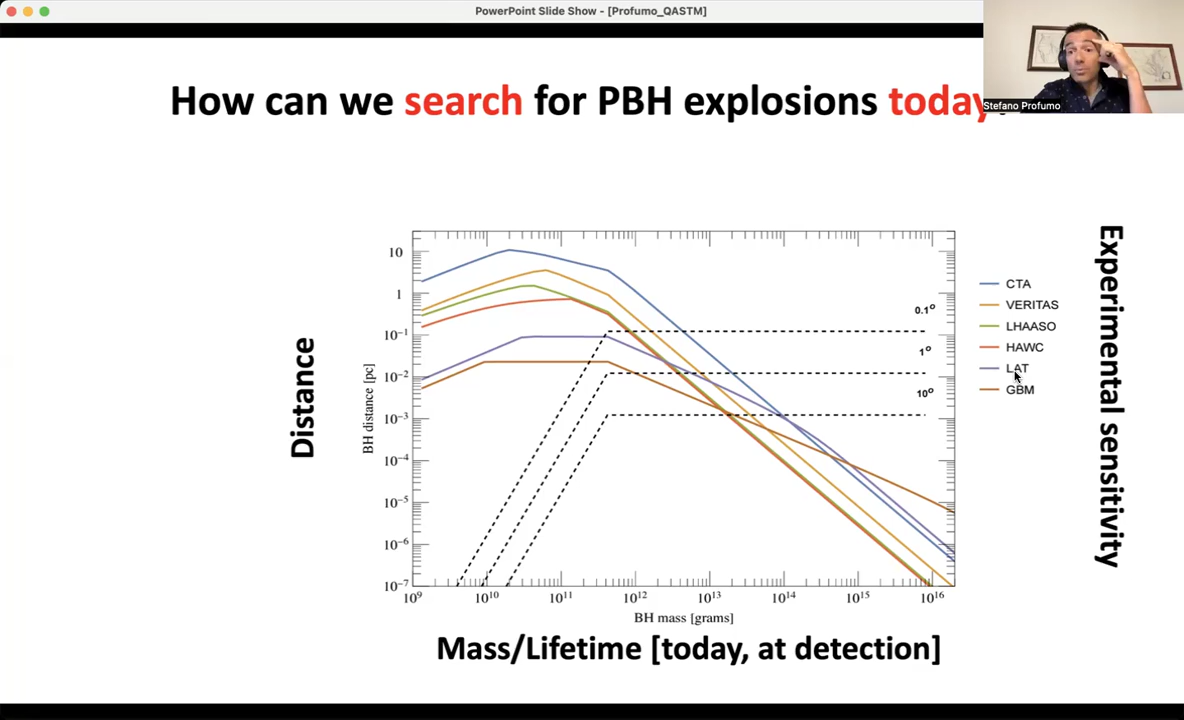 PowerPoint Slide Show - [Profumo_QASTM]
How can we search for PBH explosions today
Stefano Profumo
Distance
BH distance [pc]
10
1
10⁻¹
10⁻²
10⁻³
10⁻⁴
10⁻⁵
10⁻⁶
10⁻⁷
0.1°
1°
10°
10⁹
10¹⁰
10¹¹
10¹²
10¹³
10¹⁴
10¹⁵
10¹⁶
BH mass [grams]
CTA
VERITAS
LHAASO
HAWC
LAT
GBM
Experimental sensitivity
Mass/Lifetime [today, at detection]